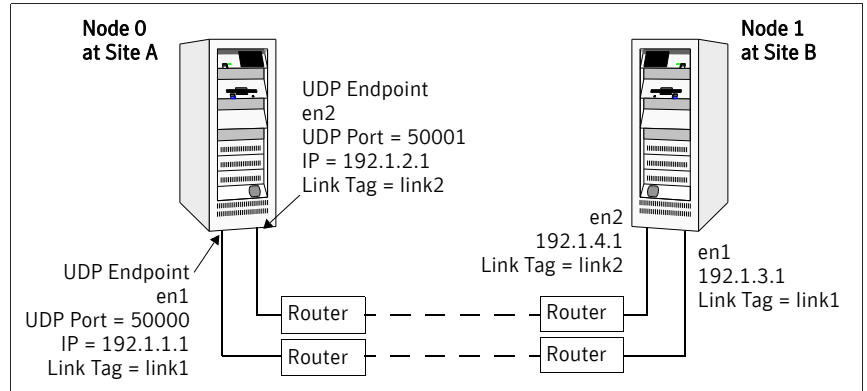 Node 0
at Site A
Node 1
at Site B
UDP Endpoint
en2
UDP Port = 50001
IP = 192.1.2.1
Link Tag = link2
en2
192.1.4.1
Link Tag = link2
en1
192.1.3.1
Link Tag = link1
UDP Endpoint
en1
UDP Port = 50000
IP = 192.1.1.1
Link Tag = link1
Router
Router
Router
Router